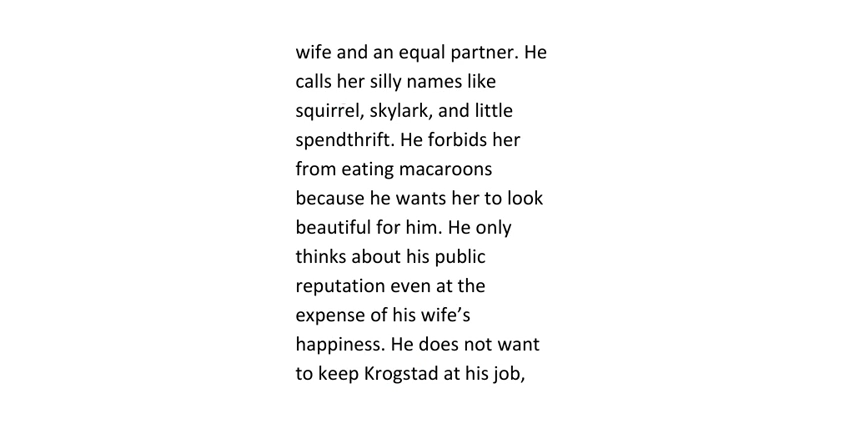 wife and an equal partner. He
calls her silly names like
squirrel, skylark, and little
spendthrift. He forbids her
from eating macaroons
because he wants her to look
beautiful for him. He only
thinks about his public
reputation even at the
expense of his wife’s
happiness. He does not want
to keep Krogstad at his job,